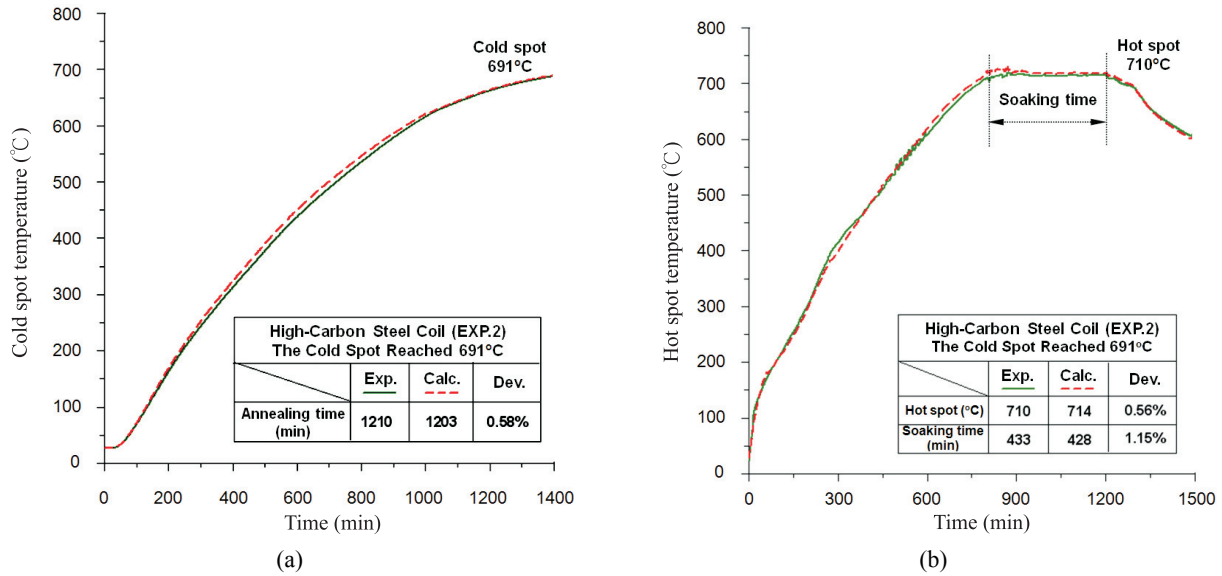 800
700
600
500
400
300
200
100
0
Cold spot temperature (℃)
Cold spot
691°C
High-Carbon Steel Coil (EXP.2)
The Cold Spot Reached 691°C
Exp. Calc. Dev.
Annealing time
(min)
1210 1203 0.58%
0 200 400 600 800 1000 1200 1400
Time (min)
(a)
800
700
600
500
400
300
200
100
0
Hot spot temperature (℃)
Hot spot
710°C
Soaking time
High-Carbon Steel Coil (EXP.2)
The Cold Spot Reached 691°C
Exp. Calc. Dev.
Hot spot (°C) 710 714 0.56%
Soaking time
(min)
433 428 1.15%
0 300 600 900 1200 1500
Time (min)
(b)